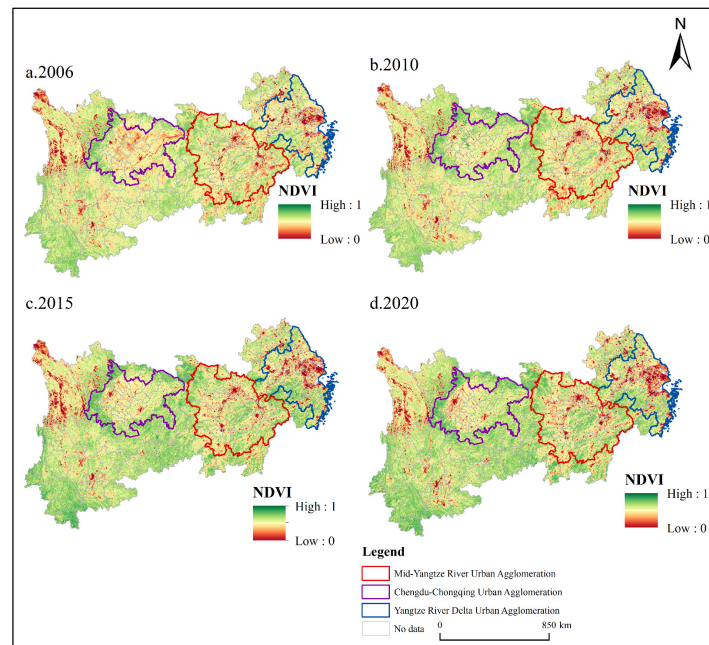 N
a.2006
b.2010
NDVI
High : 1
Low : 0
NDVI
High : 1
Low : 0
c.2015
d.2020
NDVI
High : 1
Low : 0
NDVI
High : 1
Low : 0
Legend
Mid-Yangtze River Urban Agglomeration
Chengdu-Chongqing Urban Agglomeration
Yangtze River Delta Urban Agglomeration
No data
0 850 km